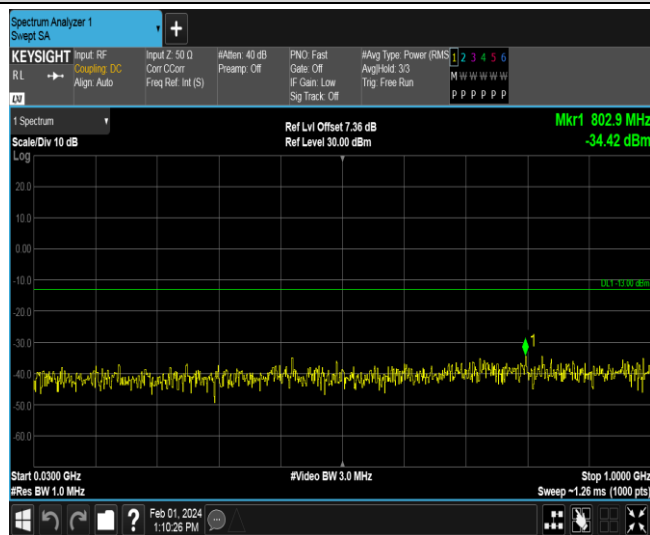 Spectrum Analyzer 1
Swept SA
KEYSIGHT Input: RF Input Z: 50 Ω #Atten: 40 dB PNO: Fast #Avg Type: Power (RMS 1 2 3 4 5 6
RL Coupling: DC Corr CCorr Preamp: Off Gate: Off Avg|Hold: 3/3 M W W W W W
Align: Auto Freq Ref: Int (S) IF Gain: Low Trig: Free Run
LXI Sig Track: Off P P P P P P
1 Spectrum Ref Lvl Offset 7.36 dB Mkr1 802.9 MHz
Scale/Div 10 dB Ref Level 30.00 dBm -34.42 dBm
Log
20.0
10.0
0.00
-10.0
DL1 -13.00 dBm
-20.0
-30.0
1
-40.0
-50.0
-60.0
Start 0.0300 GHz #Video BW 3.0 MHz Stop 1.0000 GHz
#Res BW 1.0 MHz Sweep ~1.26 ms (1000 pts)
? Feb 01, 2024
1:10:26 PM